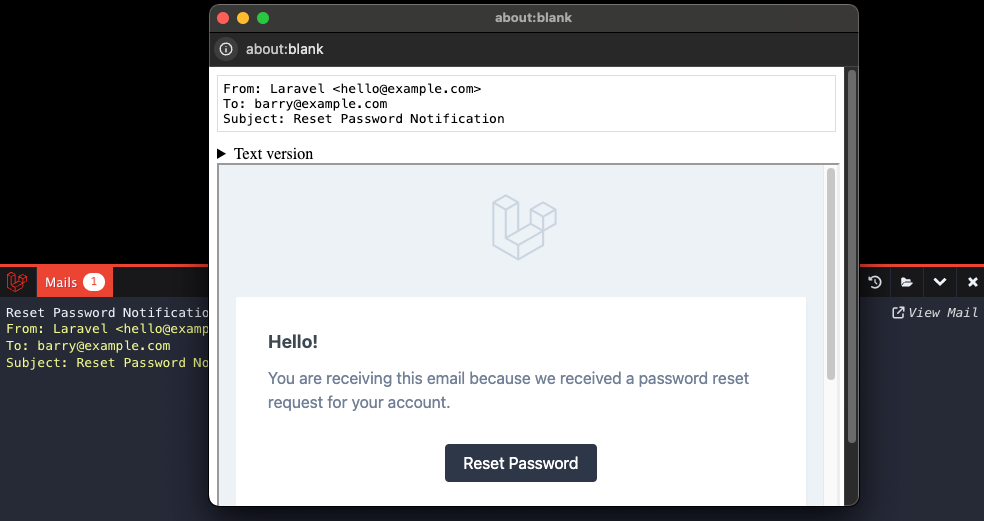 about:blank
about:blank
From: Laravel <hello@example.com>
To: barry@example.com
Subject: Reset Password Notification
Text version
Mails 1
Reset Password Notificatio
View Mail
From: Laravel <hello@examp
To: barry@example.com
Subject: Reset Password No
Hello!
You are receiving this email because we received a password reset
request for your account.
Reset Password